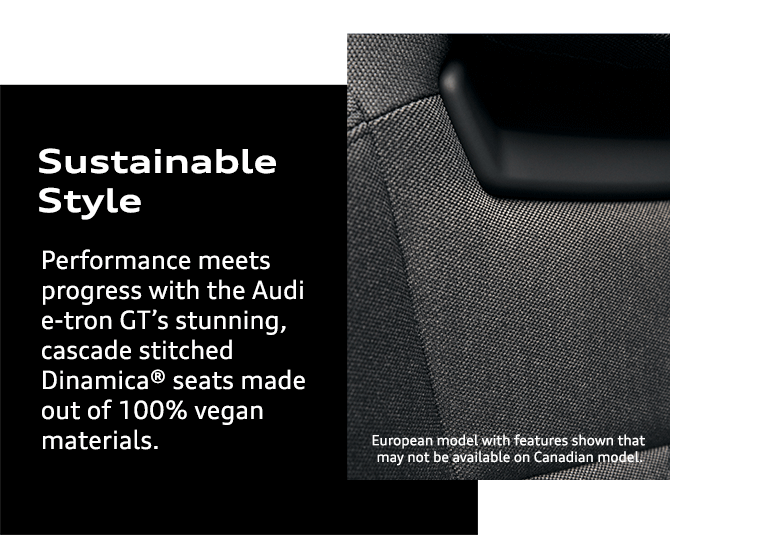 Sustainable
Style
Performance meets
progress with the Audi
e-tron GT’s stunning,
cascade stitched
Dinamica® seats made
out of 100% vegan
materials.
European model with features shown that
may not be available on Canadian model.